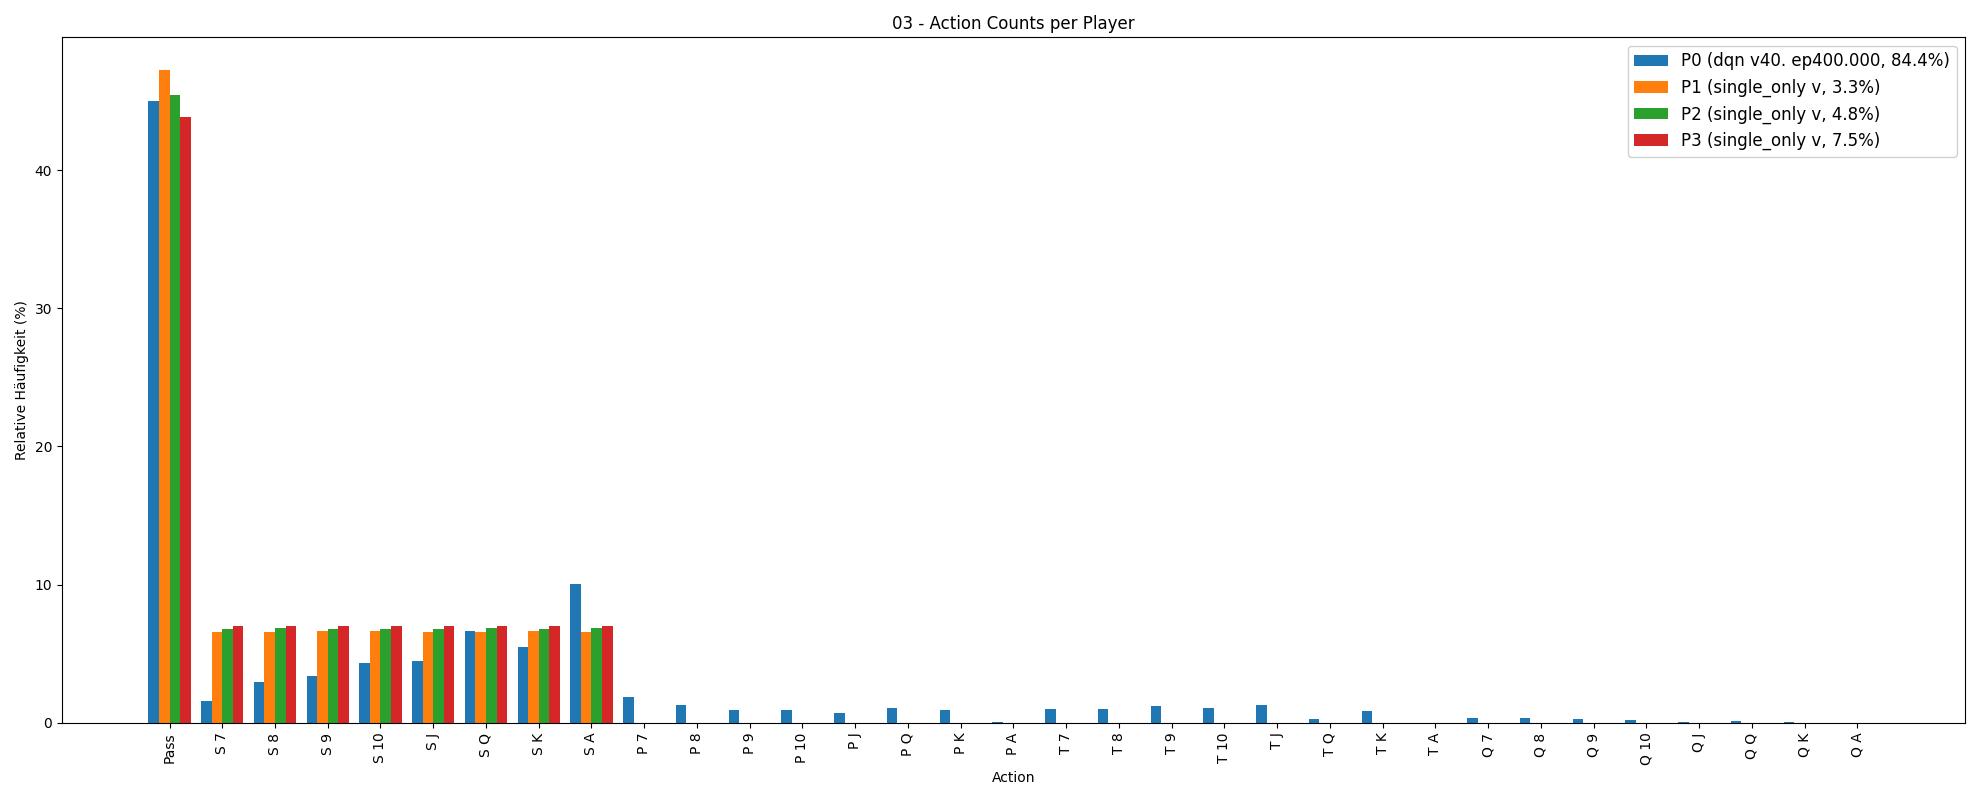 03 - Action Counts per Player
P0 (dqn v40. ep400.000, 84.4%)
P1 (single_only v, 3.3%)
P2 (single_only v, 4.8%)
P3 (single_only v, 7.5%)
Relative Häufigkeit (%)
40
30
20
10
0
Pass
S 7
S 8
S 9
S 10
S J
S Q
S K
S A
P 7
P 8
P 9
P 10
P J
P Q
P K
P A
T 7
T 8
T 9
T 10
T J
T Q
T K
T A
Q 7
Q 8
Q 9
Q 10
Q J
Q Q
Q K
Q A
Action